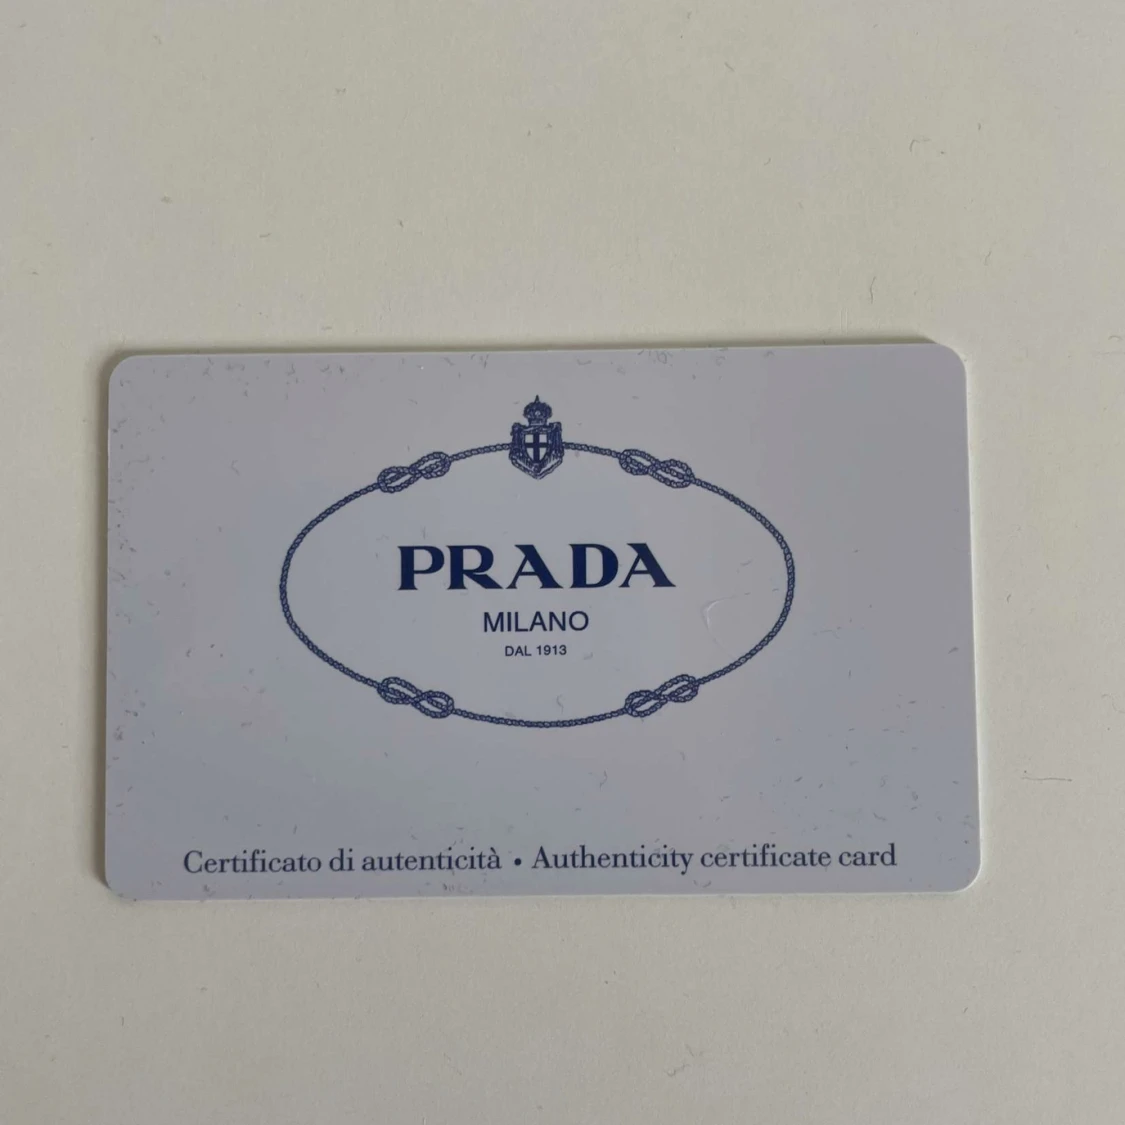 PRADA
MILANO
DAL 1913
Certificato di autenticità • Authenticity certificate card